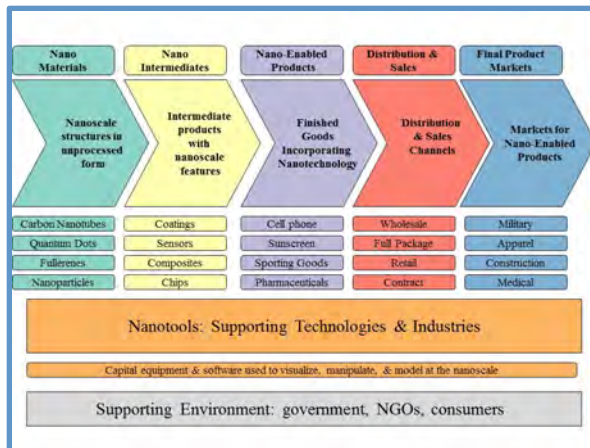 Nano
Materials
Nano
Intermediates
Nano-Enabled
Products
Distribution &
Sales
Final Product
Markets
Nanoscale
structures in
unprocessed
form
Intermediate
products
with
nanoscale
features
Finished
Goods
Incorporating
Nanotechnology
Distribution
& Sales
Channels
Markets for
Nano-Enabled
Products
Carbon Nanotubes
Coatings
Cell phone
Wholesale
Military
Quantum Dots
Sensors
Sunscreen
Full Package
Apparel
Fullerenes
Composites
Sporting Goods
Retail
Construction
Nanoparticles
Chips
Pharmaceuticals
Contract
Medical
Nanotools: Supporting Technologies & Industries
Capital equipment & software used to visualize, manipulate, & model at the nanoscale
Supporting Environment: government, NGOs, consumers